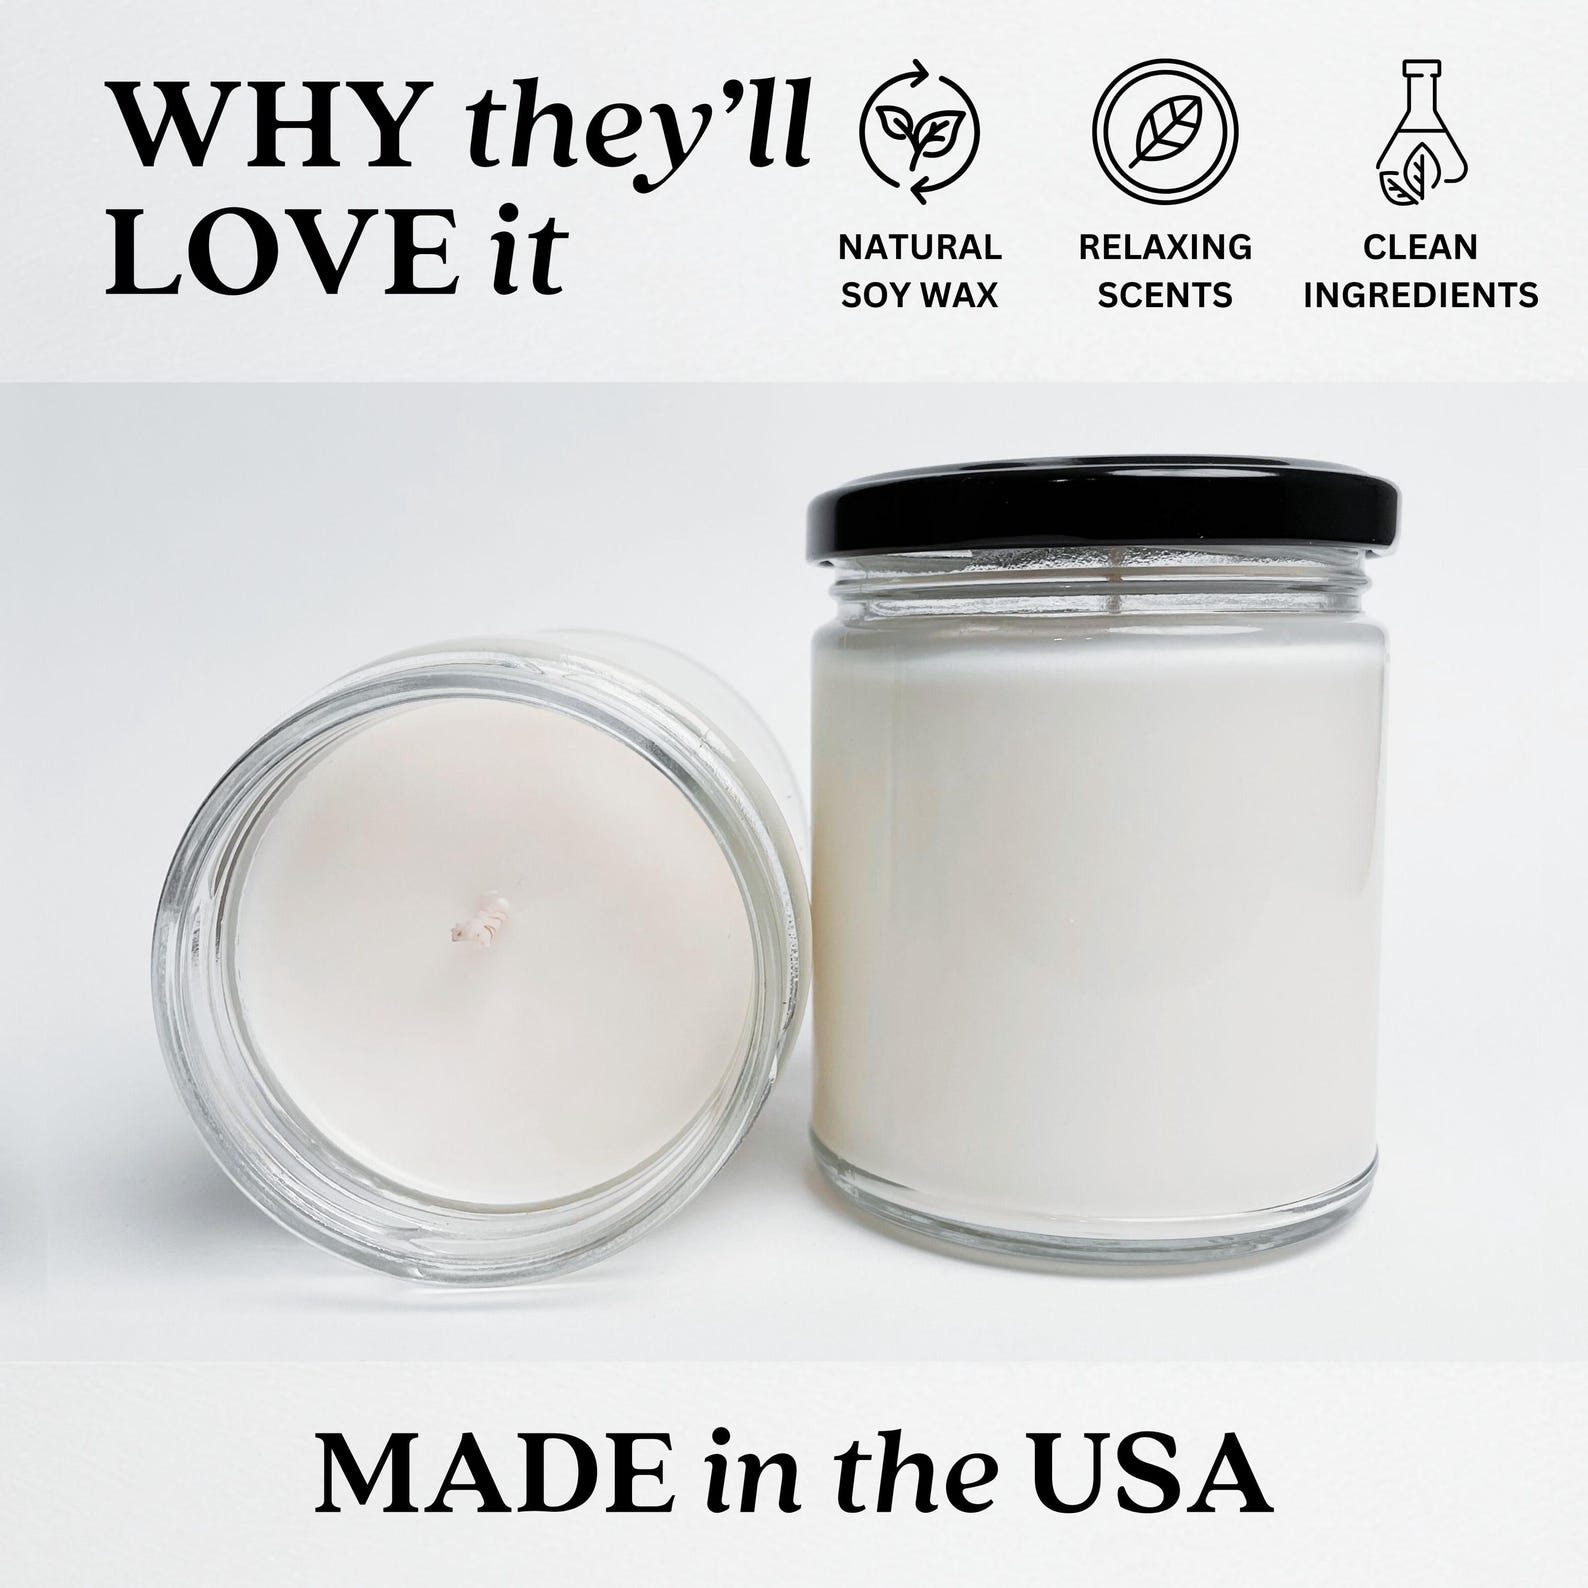 WHY they’ll
LOVE it
NATURAL
SOY WAX
RELAXING
SCENTS
CLEAN
INGREDIENTS
MADE in the USA